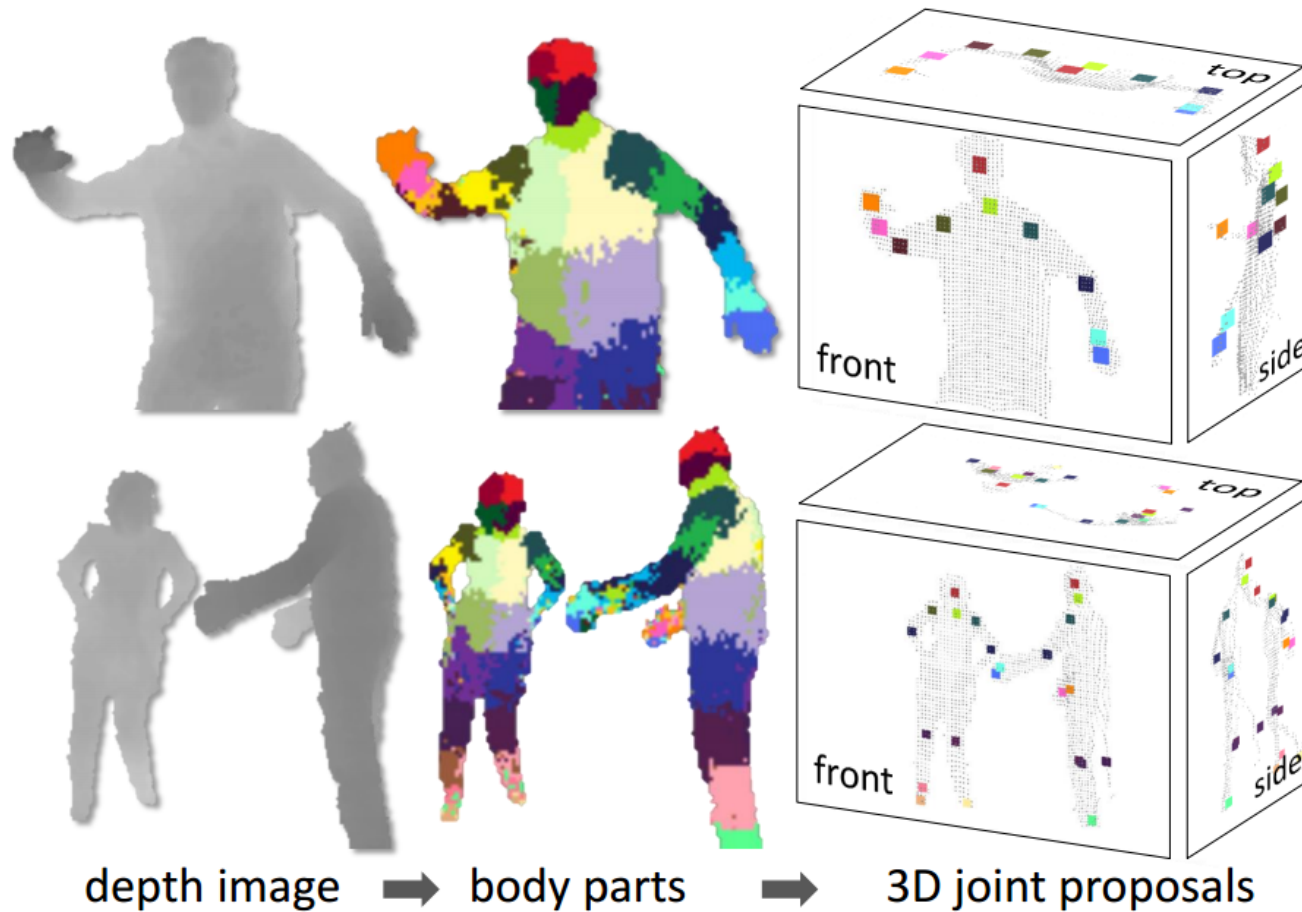 top
front
side
top
front
side
depth image
body parts
3D joint proposals